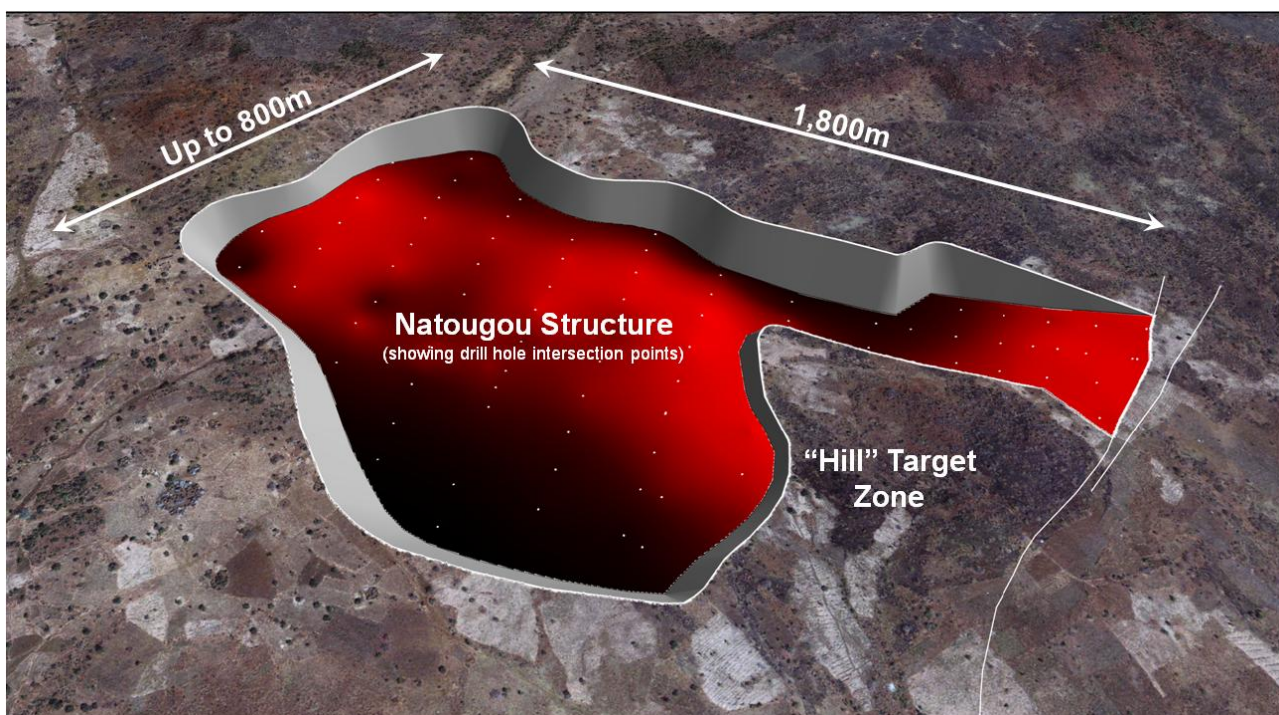 Up to 800m
1,800m
Natougou Structure
(showing drill hole intersection points)
“Hill” Target
Zone